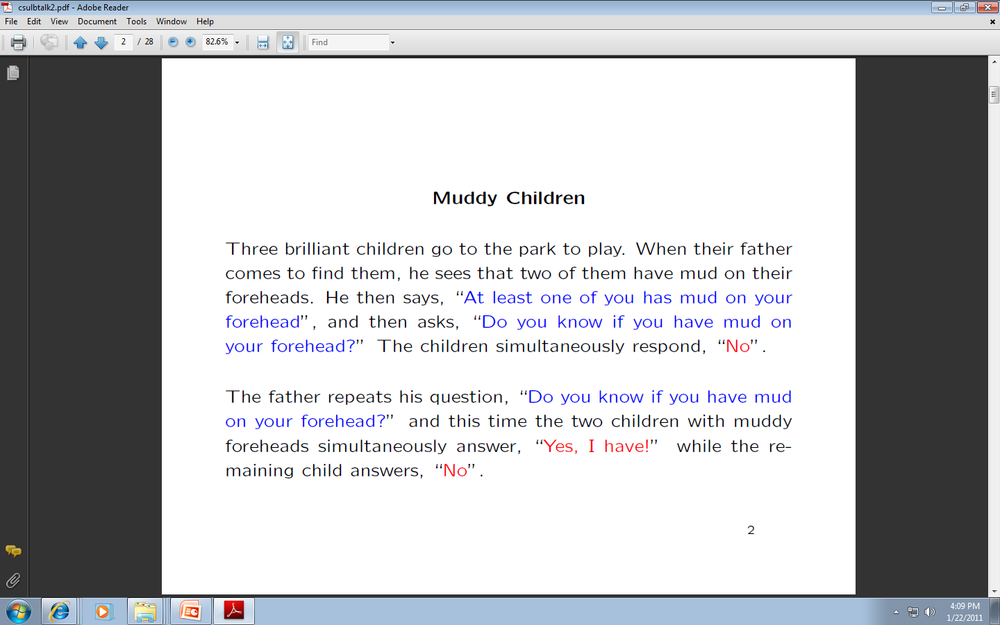 csulbtalk2.pdf - Adobe Reader
File Edit View Document Tools Window Help
2 / 28 82.6% Find
Muddy Children
Three brilliant children go to the park to play. When their father
comes to find them, he sees that two of them have mud on their
foreheads. He then says, “At least one of you has mud on your
forehead”, and then asks, “Do you know if you have mud on
your forehead?” The children simultaneously respond, “No”.
The father repeats his question, “Do you know if you have mud
on your forehead?” and this time the two children with muddy
foreheads simultaneously answer, “Yes, I have!” while the re-
maining child answers, “No”.
2
4:09 PM
1/22/2011